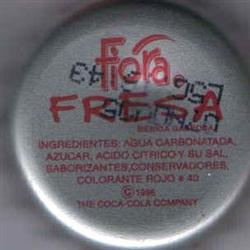 fiora
FRESA
BEBIDA GASEOSA
INGREDIENTES: AGUA CARBONATADA,
AZUCAR, ACIDO CITRICO Y SU SAL,
SABORIZANTES, CONSERVADORES,
COLORANTE ROJO # 40
© 1996
THE COCA-COLA COMPANY